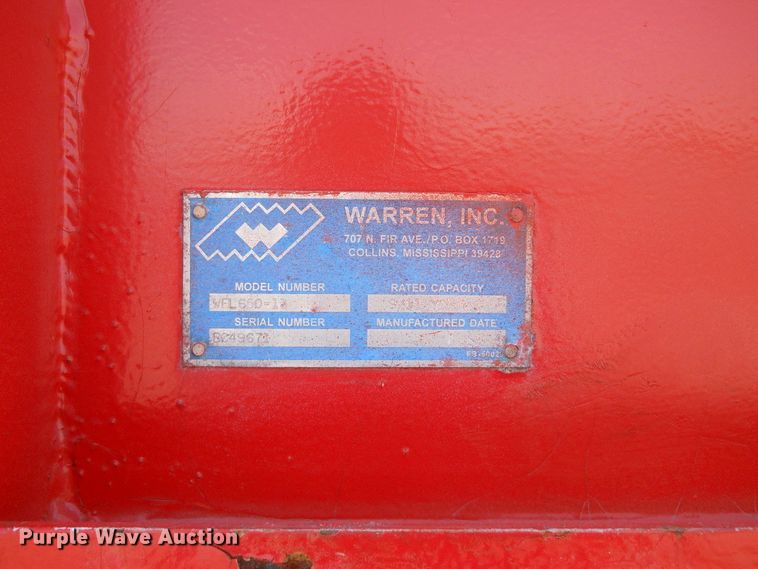 W
WARREN, INC.
707 N. FIR AVE./P.O. BOX 1719
COLLINS, MISSISSIPPI 39428
MODEL NUMBER RATED CAPACITY
SERIAL NUMBER MANUFACTURED DATE
Purple Wave Auction®